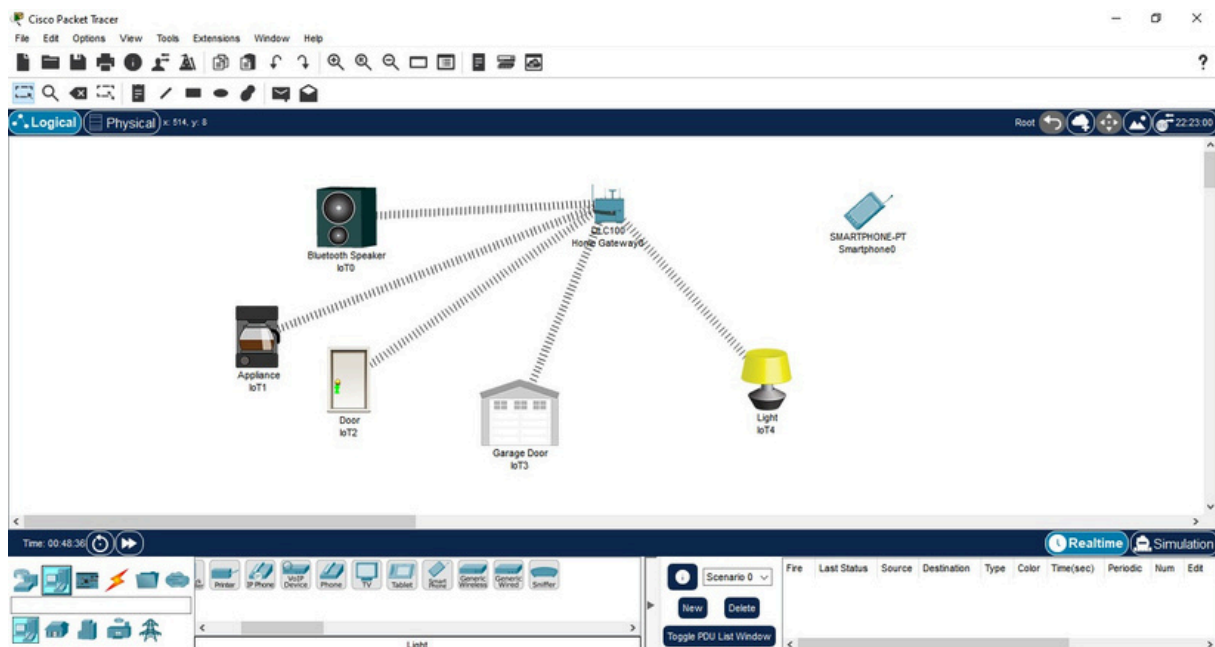 Cisco Packet Tracer
File Edit Options View Tools Extensions Window Help
?
Logical Physical x: 514, y: 8 Root 22:23:00
Bluetooth Speaker
IoT0
DLC100
Home Gateway0
SMARTPHONE-PT
Smartphone0
Appliance
IoT1
Door
IoT2
Garage Door
IoT3
Light
IoT4
Time: 00:48:36 Realtime Simulation
Printer IP Phone VoIP Device Phone TV Tablet Smart Phone Generic Wireless Generic Wired Sniffer
Scenario 0
New Delete
Toggle PDU List Window
Fire Last Status Source Destination Type Color Time(sec) Periodic Num Edit
Light